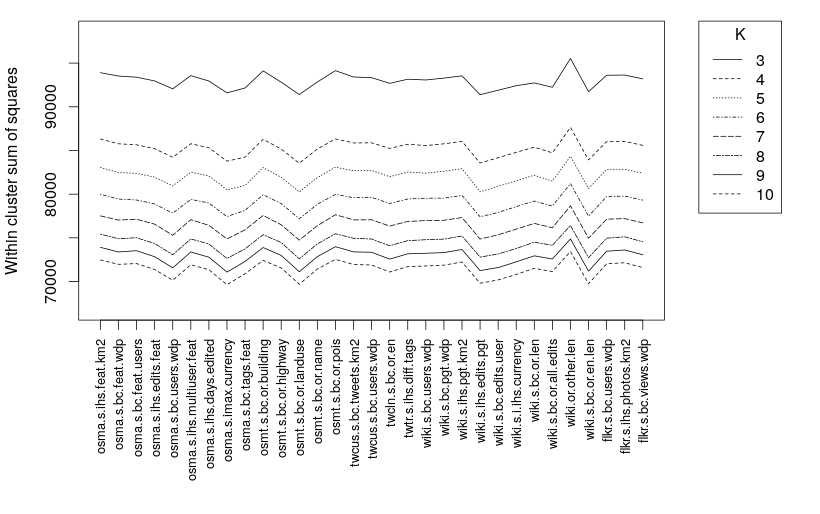 Within cluster sum of squares
90000
80000
70000
K
3
4
5
6
7
8
9
10
osma.s.ihs.feat.km2
osma.s.bc.feat.wdp
osma.s.bc.feat.users
osma.s.ihs.edits.feat
osma.s.bc.users.wdp
osma.s.ihs.multiuser.feat
osma.s.ihs.days.edited
osma.s.lmax.currency
osma.s.bc.tags.feat
osmt.s.bc.or.building
osmt.s.bc.or.highway
osmt.s.bc.or.landuse
osmt.s.bc.or.name
osmt.s.bc.or.pois
twcus.s.bc.tweets.km2
twcus.s.bc.users.wdp
twcln.s.bc.or.en
twtr.s.ihs.diff.tags
wiki.s.bc.users.wdp
wiki.s.bc.pgt.wdp
wiki.s.ihs.pgt.km2
wiki.s.ihs.edits.pgt
wiki.s.bc.edits.user
wiki.s.i.ihs.currency
wiki.s.bc.or.len
wiki.s.bc.or.all.edits
wiki.or.other.len
wiki.s.bc.or.en.len
flkr.s.bc.users.wdp
flkr.s.ihs.photos.km2
flkr.s.bc.views.wdp